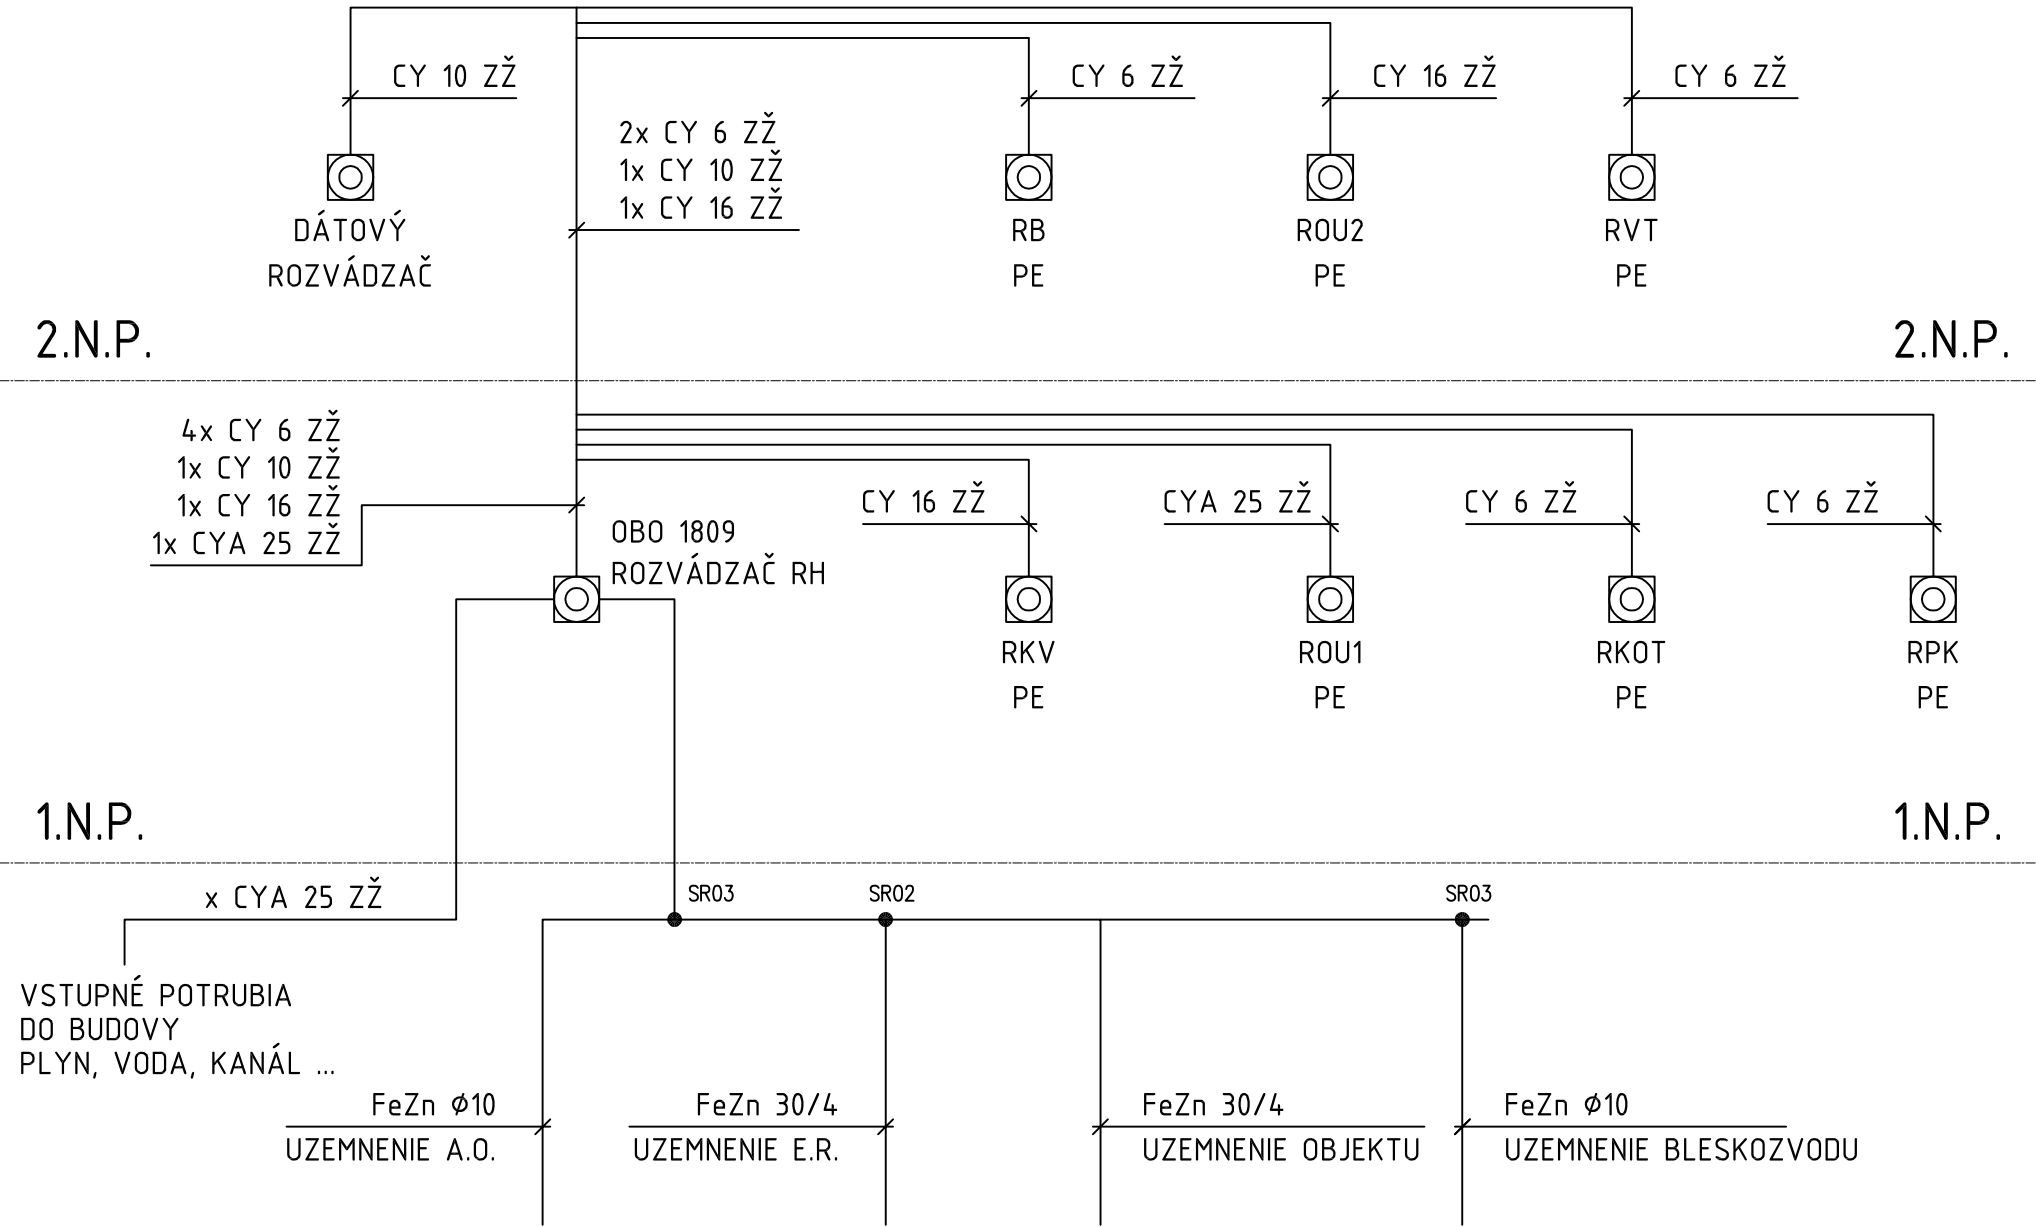 CY 10 ZŽ
CY 6 ZŽ
CY 16 ZŽ
CY 6 ZŽ
2x CY 6 ZŽ
1x CY 10 ZŽ
1x CY 16 ZŽ
DÁTOVÝ
ROZVÁDZAČ
RB
PE
ROU2
PE
RVT
PE
2.N.P.
2.N.P.
4x CY 6 ZŽ
1x CY 10 ZŽ
1x CY 16 ZŽ
1x CYA 25 ZŽ
OBO 1809
ROZVÁDZAČ RH
CY 16 ZŽ
CYA 25 ZŽ
CY 6 ZŽ
CY 6 ZŽ
RKV
PE
ROU1
PE
RKOT
PE
RPK
PE
1.N.P.
1.N.P.
x CYA 25 ZŽ
SR03
SR02
SR03
VSTUPNÉ POTRUBIA
DO BUDOVY
PLYN, VODA, KANÁL ...
FeZn Ø10
UZEMNENIE A.O.
FeZn 30/4
UZEMNENIE E.R.
FeZn 30/4
UZEMNENIE OBJEKTU
FeZn Ø10
UZEMNENIE BLESKOZVODU